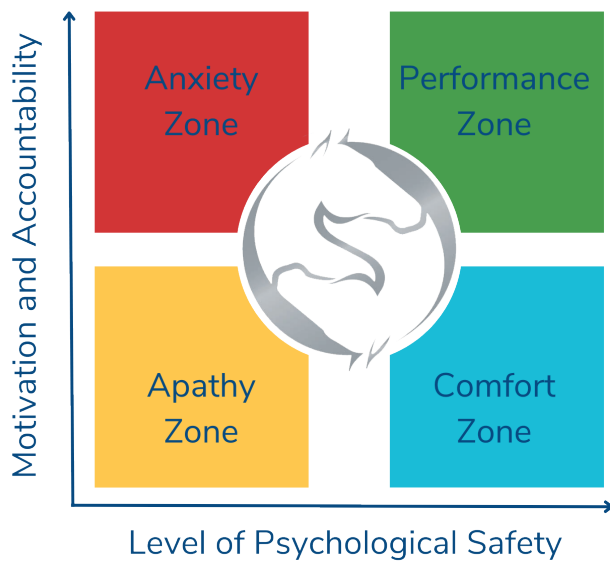 Motivation and Accountability
Anxiety
Zone
Performance
Zone
Apathy
Zone
Comfort
Zone
Level of Psychological Safety